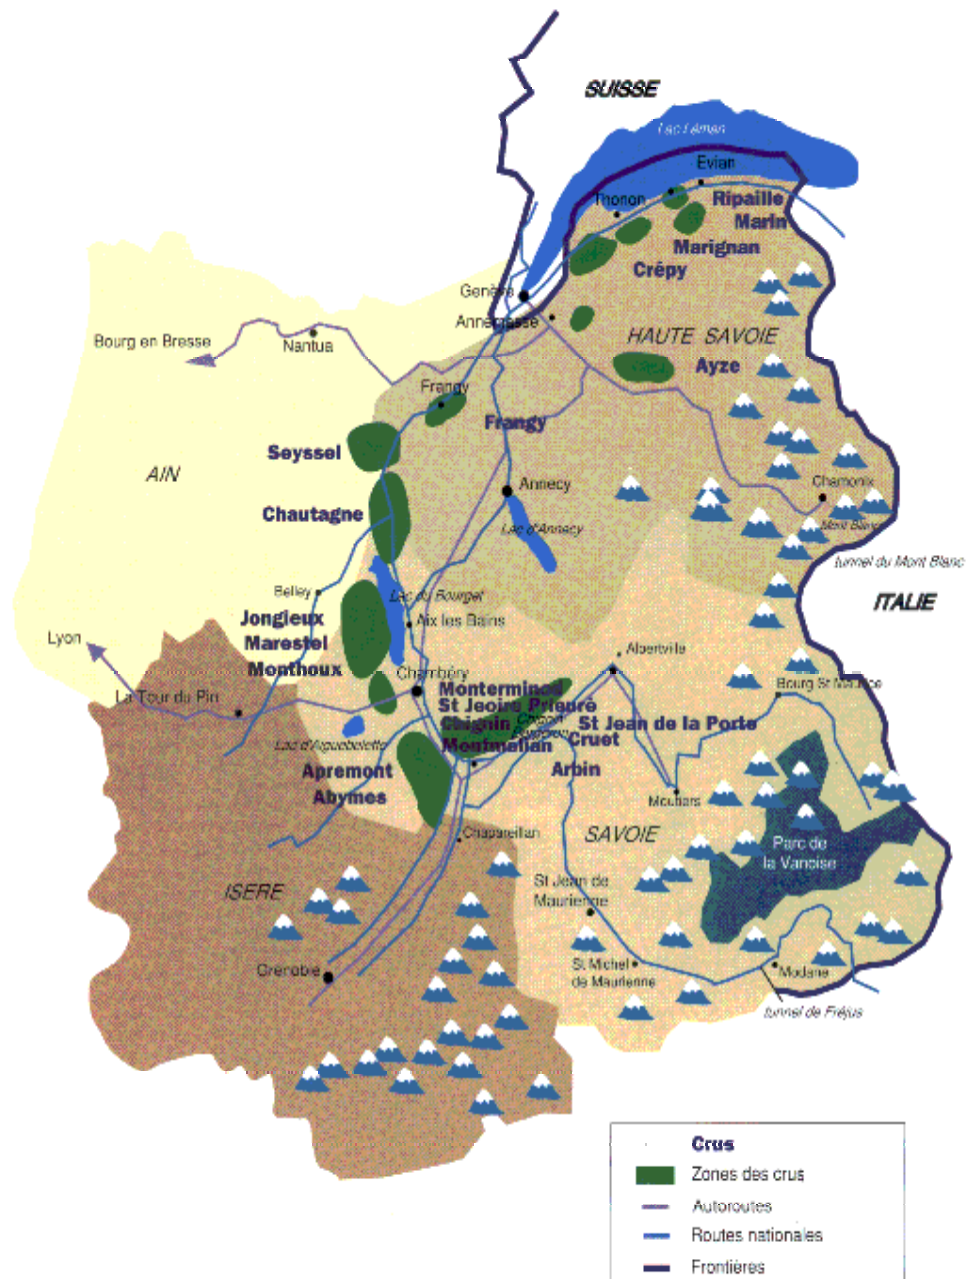 SUISSE
Lac Léman
Evian
Thonon
Ripaille
Marin
Marignan
Crépy
Genève
Annemasse
HAUTE SAVOIE
Bourg en Bresse
Nantua
Ayze
Frangy
Frangy
Seyssel
AIN
Annecy
Chamonix
Chautagne
Lac d'Annecy
Mont Blanc
tunnel du Mont Blanc
Belley
Lac du Bourget
ITALIE
Jongieux
Aix les Bains
Lyon
Marestel
Albertville
Monthoux
Chambéry
Bourg St Maurice
La Tour du Pin
Monterminod
St Jeoire Prieuré
Chignin
Chignin
St Jean de la Porte
Cruet
Lac d'Aiguebelette
Montmelian
Apremont
Arbin
Abymes
Moutiers
Chapareillan
SAVOIE
Parc de
la Vanoise
ISERE
St Jean de
Maurienne
Grenoble
St Michel
de Maurienne
Modane
tunnel de Fréjus
Crus
Zones des crus
Autoroutes
Routes nationales
Frontières